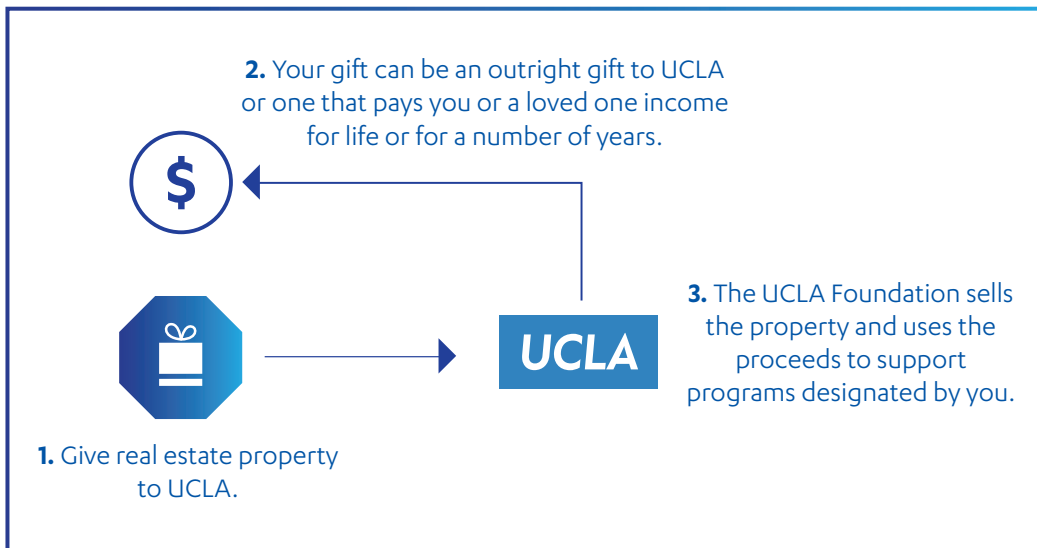 2. Your gift can be an outright gift to UCLA
or one that pays you or a loved one income
for life or for a number of years.
$
UCLA
3. The UCLA Foundation sells
the property and uses the
proceeds to support
programs designated by you.
1. Give real estate property
to UCLA.